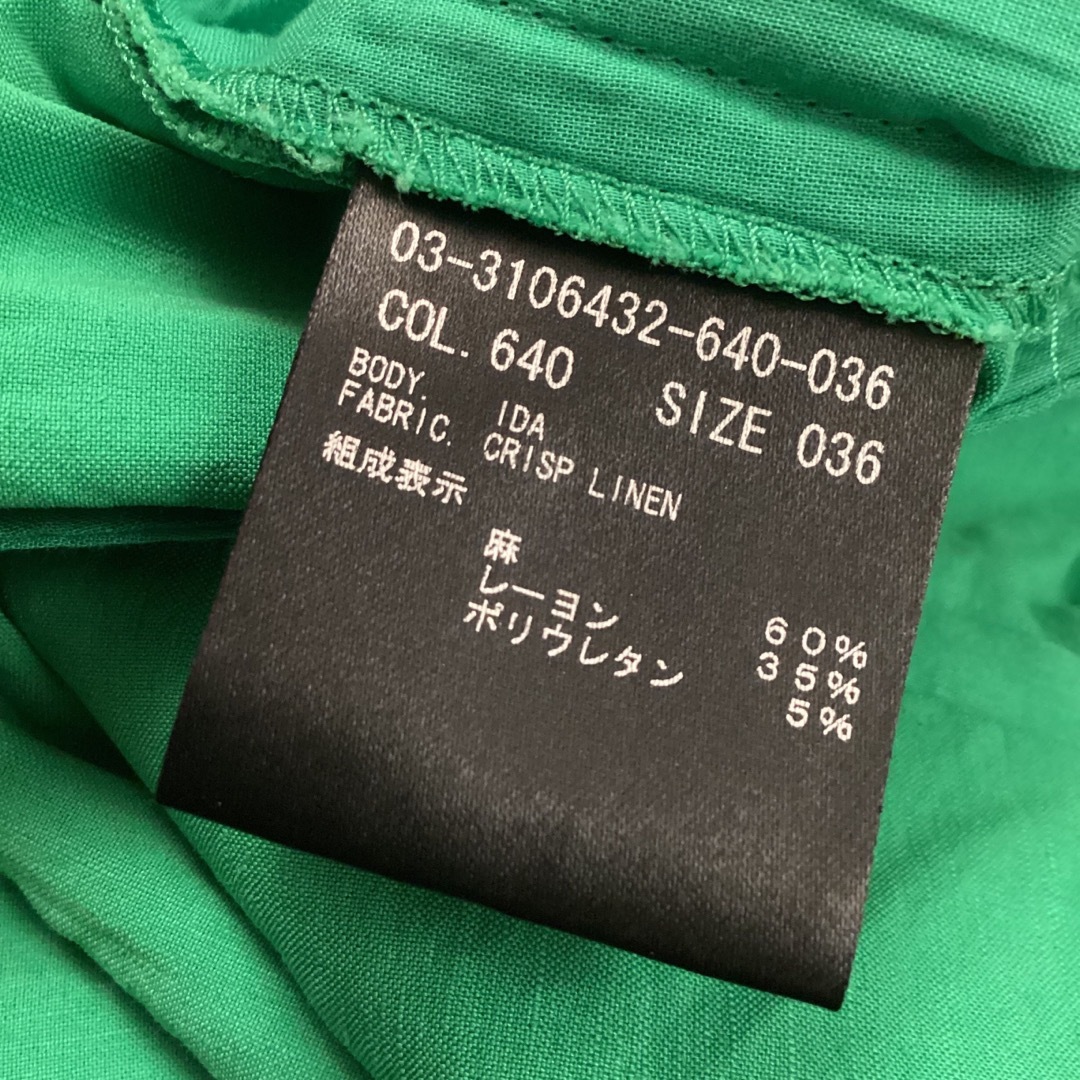 03-3106432-640-036
COL. 640 SIZE 036
BODY. IDA
FABRIC. CRISP LINEN
組成表示
麻 60%
レーヨン 35%
ポリウレタン 5%